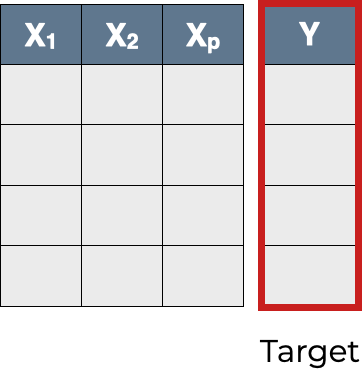 X₁ X₂ Xₚ Y
Target